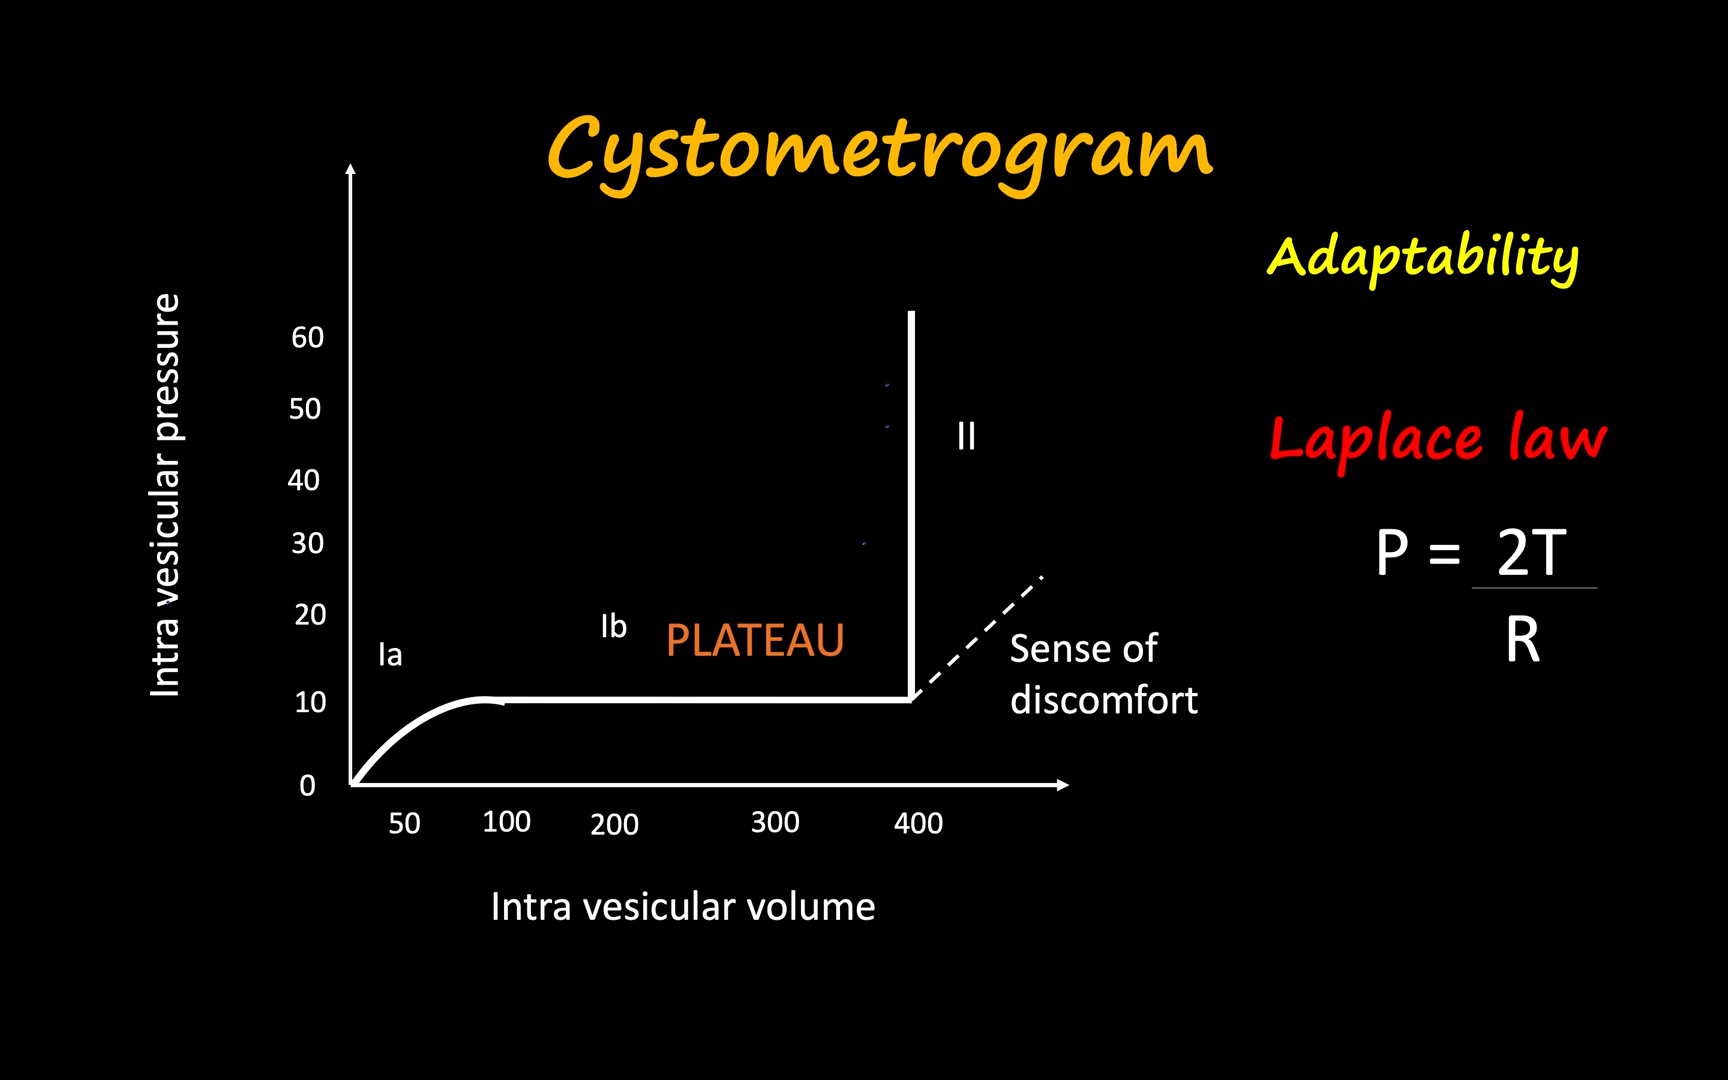 Cystometrogram
Adaptability
Laplace law
P = 2T
R
Intra vesicular pressure
60
50
40
30
20
10
0
Ia
Ib
PLATEAU
II
Sense of
discomfort
50 100 200 300 400
Intra vesicular volume